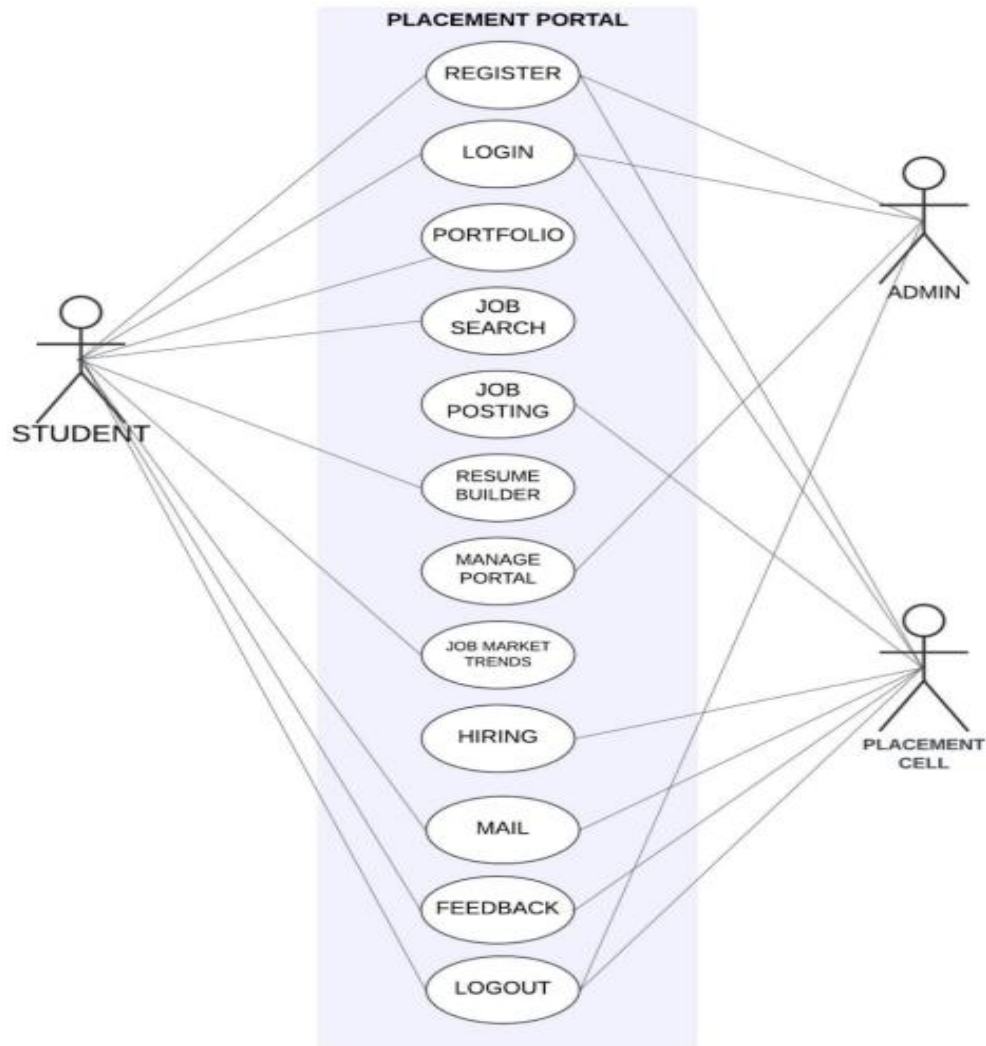 PLACEMENT PORTAL
REGISTER
LOGIN
PORTFOLIO
JOB
SEARCH
JOB
POSTING
RESUME
BUILDER
MANAGE
PORTAL
JOB MARKET
TRENDS
HIRING
MAIL
FEEDBACK
LOGOUT
STUDENT
ADMIN
PLACEMENT
CELL